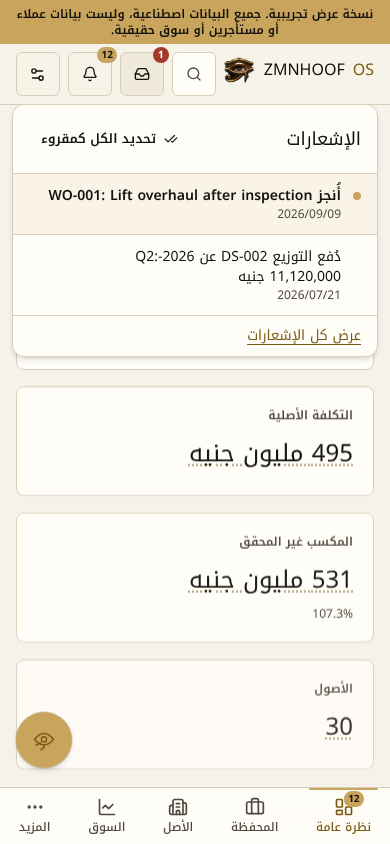 نسخة عرض تجريبية. جميع البيانات اصطناعية، وليست بيانات عملاء
أو مستأجرين أو سوق حقيقية.
ZMNHOOF OS
1
12
الإشعارات
تحديد الكل كمقروء
أُنجز WO-001: Lift overhaul after inspection
2026/09/09
دُفع التوزيع DS-002 عن Q2:-2026
11,120,000 جنيه
2026/07/21
عرض كل الإشعارات
التكلفة الأصلية
495 مليون جنيه
المكسب غير المحقق
531 مليون جنيه
107.3%
الأصول
30
12
نظرة عامة
المحفظة
الأصل
السوق
المزيد